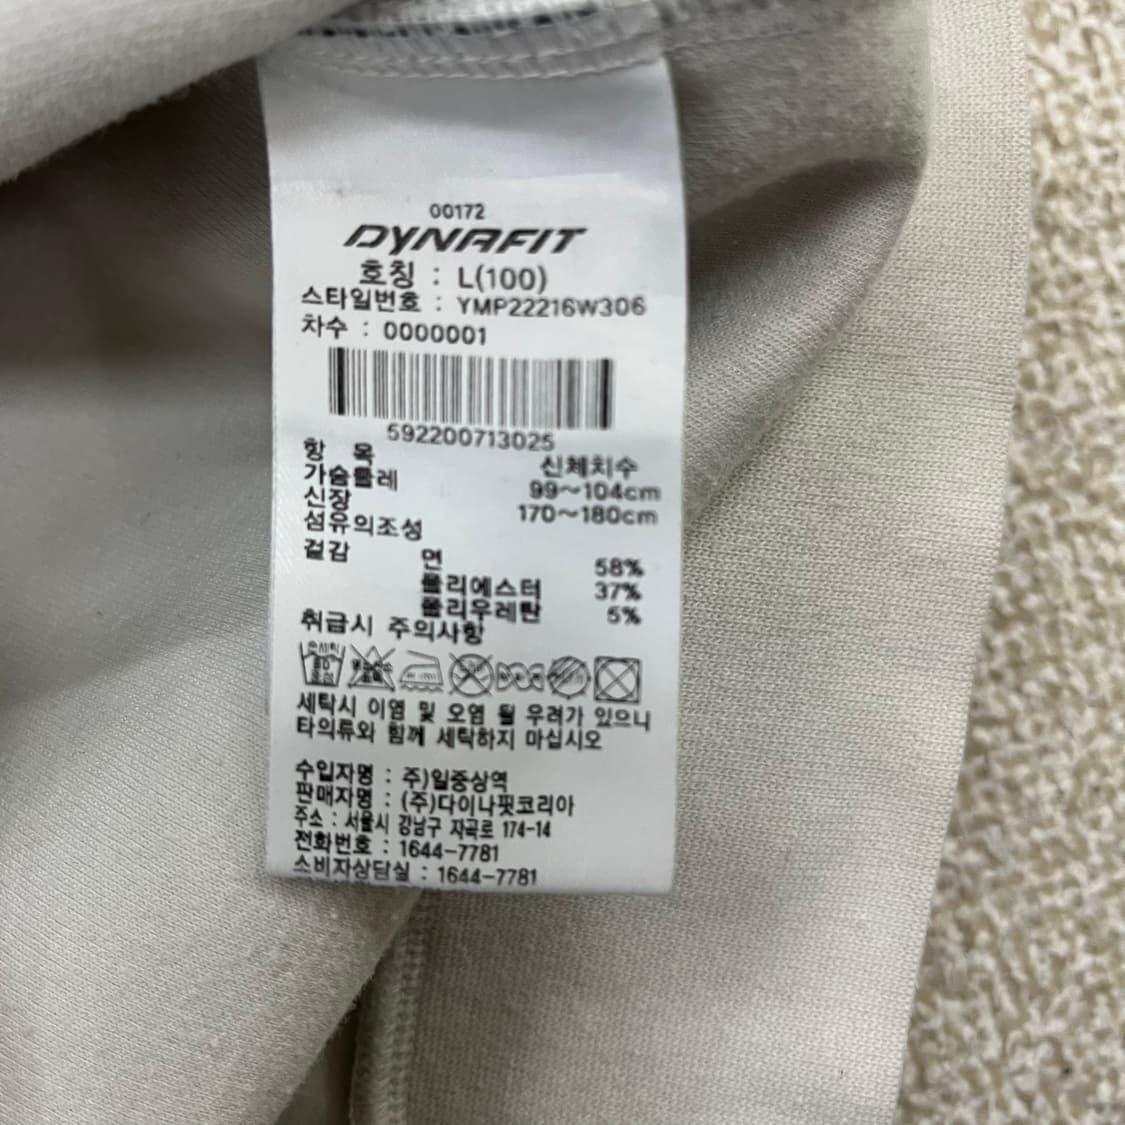 00172
DYNAFIT
호칭 : L(100)
스타일번호 : YMP22216W306
차수 : 0000001
592200713025
항 목 신체치수
가슴둘레 99~104cm
신장 170~180cm
섬유의조성
겉감 면 58%
폴리에스터 37%
폴리우레탄 5%
취급시 주의사항
손세탁
중성
세탁시 이염 및 오염 될 우려가 있으니
타의류와 함께 세탁하지 마십시오
수입자명 : 주)일중상역
판매자명 : (주)다이나핏코리아
주소 : 서울시 강남구 자곡로 174-14
전화번호 : 1644-7781
소비자상담실 : 1644-7781